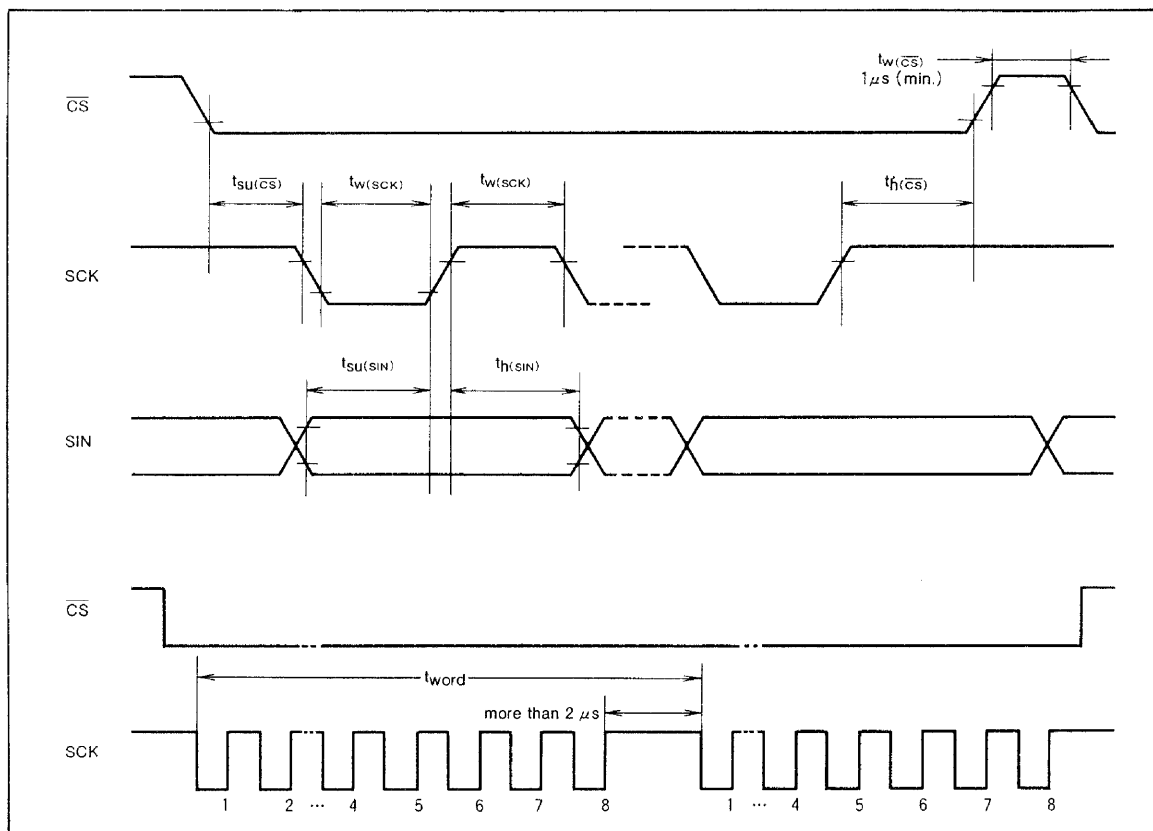 tw(CS̅)
1μs (min.)
CS̅
tsu(CS̅) tw(SCK) tw(SCK) th(CS̅)
SCK
tsu(SIN) th(SIN)
SIN
CS̅
tword
more than 2 μs
SCK
1 2 ... 4 5 6 7 8 1 ... 4 5 6 7 8